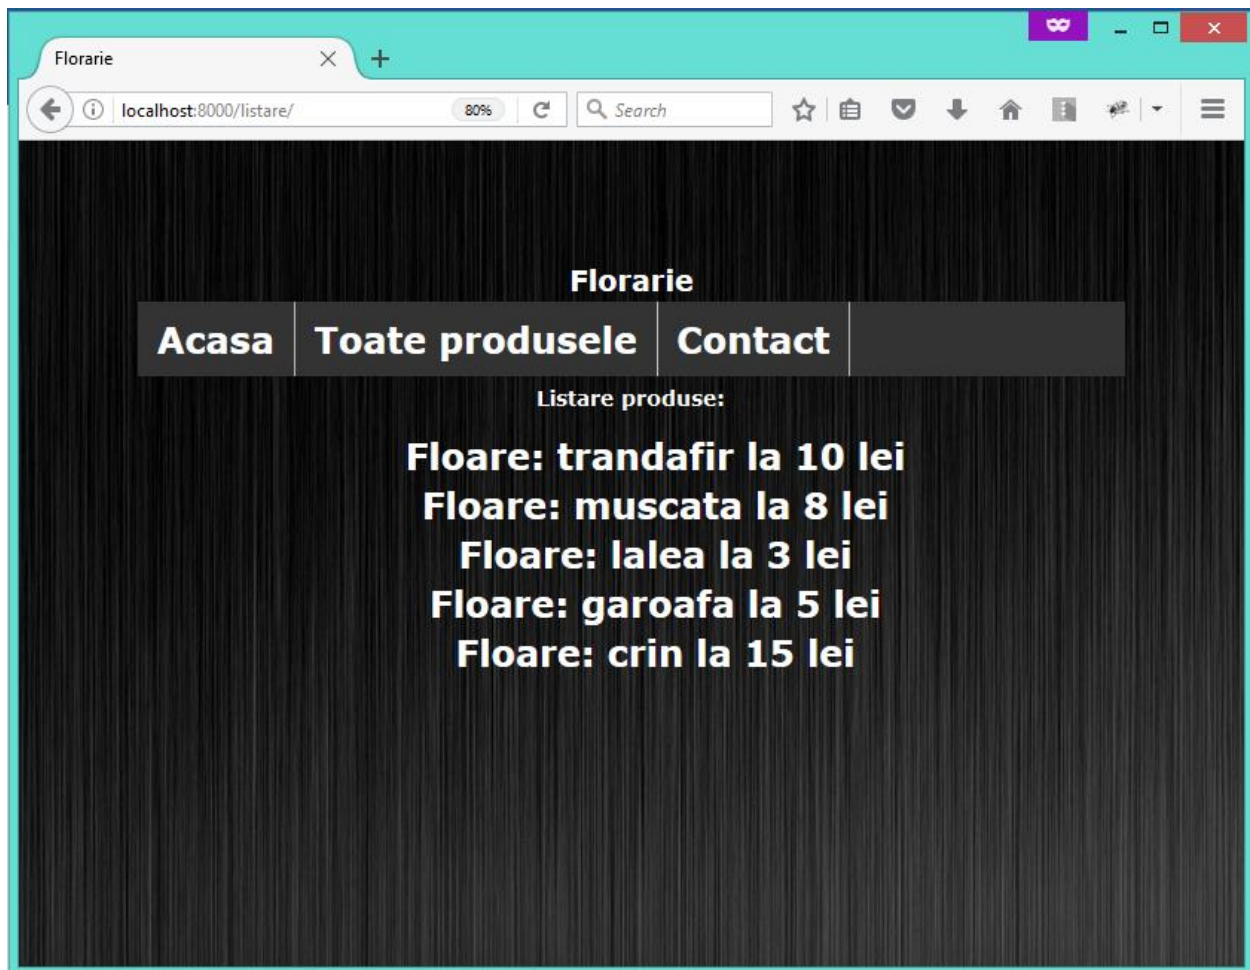 Florarie
localhost:8000/listare/ 80% Search
Florarie
Acasa Toate produsele Contact
Listare produse:
Floare: trandafir la 10 lei
Floare: muscata la 8 lei
Floare: lalea la 3 lei
Floare: garoafa la 5 lei
Floare: crin la 15 lei